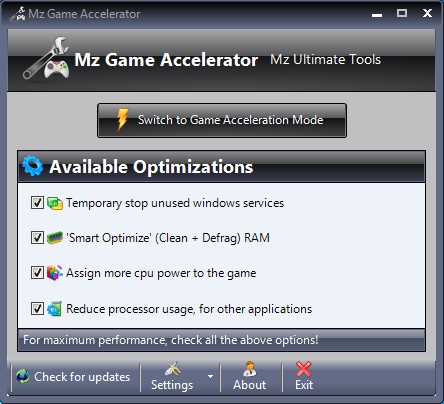 Mz Game Accelerator
Mz Game Accelerator Mz Ultimate Tools
Switch to Game Acceleration Mode
Available Optimizations
Temporary stop unused windows services
'Smart Optimize' (Clean + Defrag) RAM
Assign more cpu power to the game
Reduce processor usage, for other applications
For maximum performance, check all the above options!
Check for updates
Settings
About
Exit